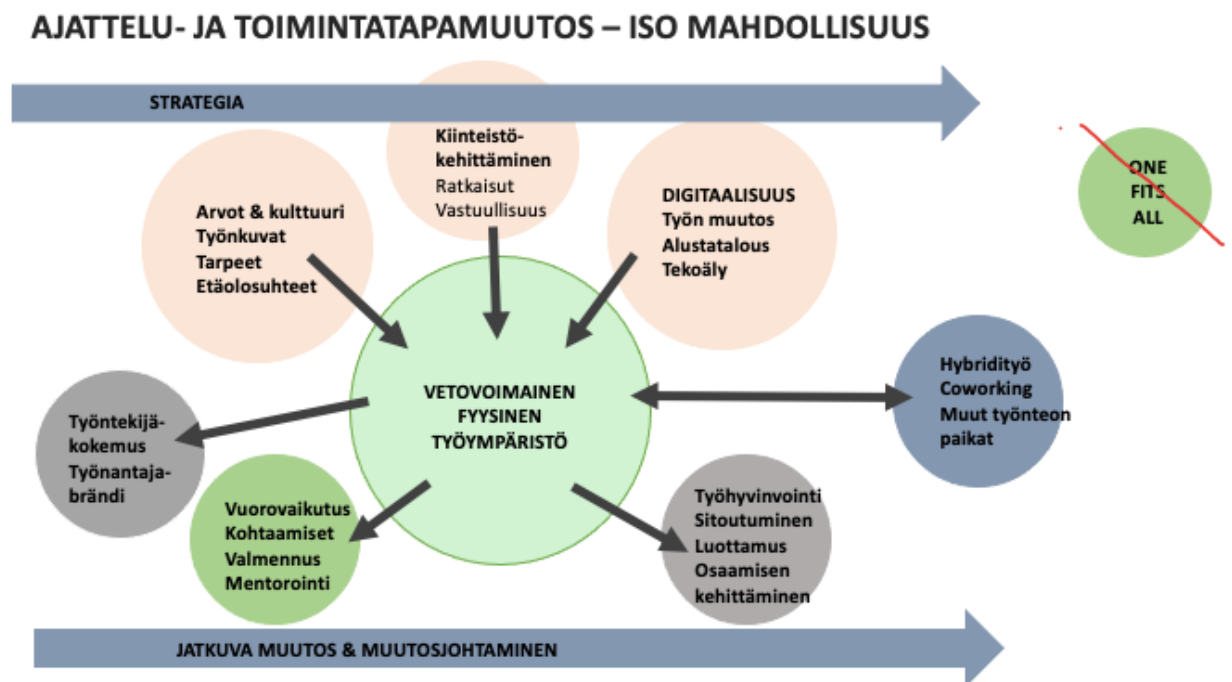 AJATTELU- JA TOIMINTATAPAMUUTOS – ISO MAHDOLLISUUS
STRATEGIA
Arvot & kulttuuri
Työnkuvat
Tarpeet
Etäolosuhteet
Kiinteistö-
kehittäminen
Ratkaisut
Vastuullisuus
DIGITAALISUUS
Työn muutos
Alustatalous
Tekoäly
ONE
FITS
ALL
VETOVOIMAINEN
FYYSINEN
TYÖYMPÄRISTÖ
Hybridityö
Coworking
Muut työnteon
paikat
Työntekijä-
kokemus
Työnantaja-
brändi
Vuorovaikutus
Kohtaamiset
Valmennus
Mentorointi
Työhyvinvointi
Sitoutuminen
Luottamus
Osaamisen
kehittäminen
JATKUVA MUUTOS & MUUTOSJOHTAMINEN